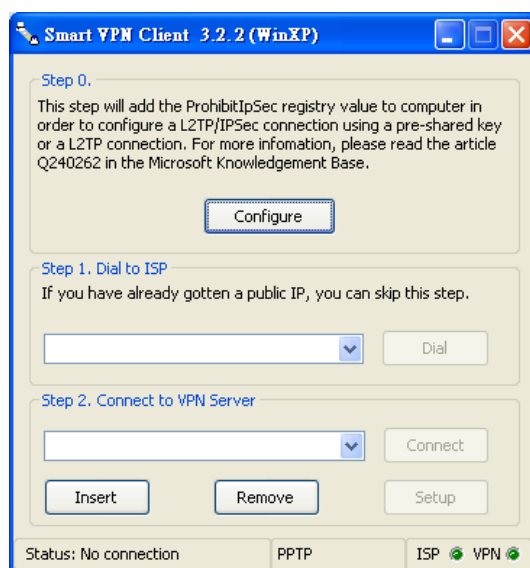 Smart VPN Client 3.2.2 (WinXP)
Step 0.
This step will add the ProhibitIpSec registry value to computer in
order to configure a L2TP/IPSec connection using a pre-shared key
or a L2TP connection. For more infomation, please read the article
Q240262 in the Microsoft Knowledgement Base.
Configure
Step 1. Dial to ISP
If you have already gotten a public IP, you can skip this step.
Dial
Step 2. Connect to VPN Server
Connect
Insert Remove Setup
Status: No connection PPTP ISP VPN